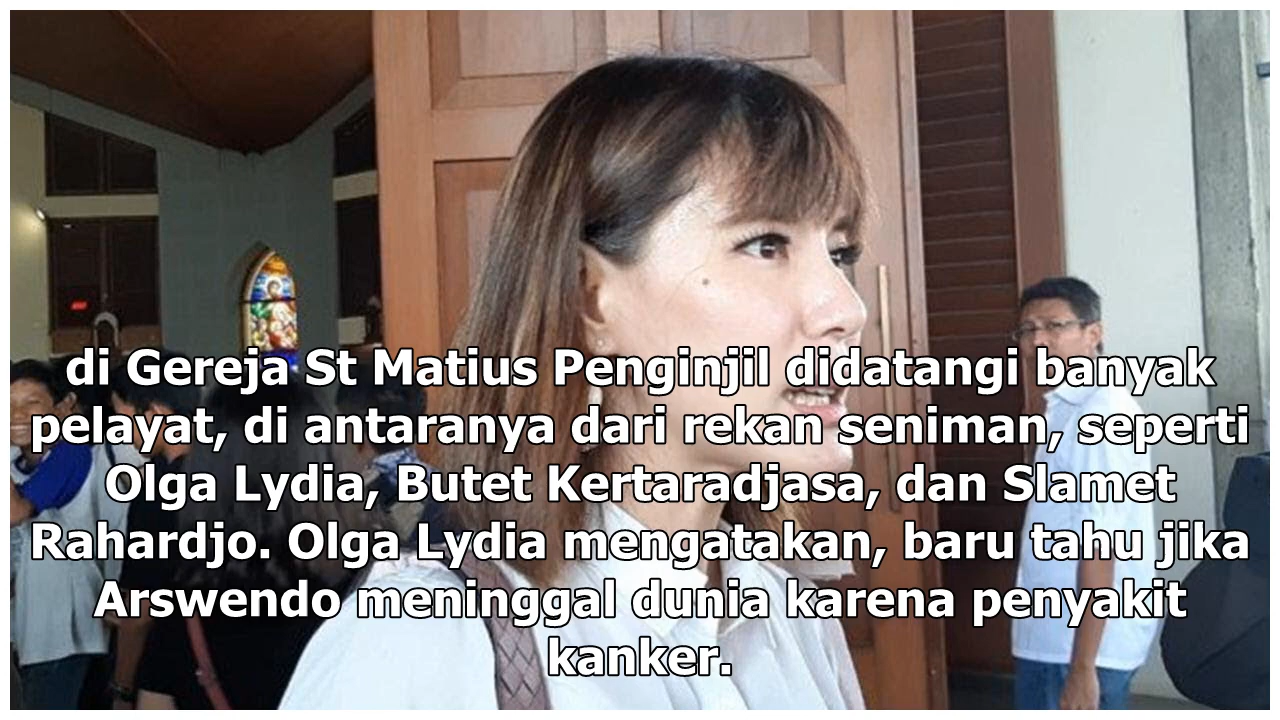 di Gereja St Matius Penginjil didatangi banyak
pelayat, di antaranya dari rekan seniman, seperti
Olga Lydia, Butet Kertaradjasa, dan Slamet
Rahardjo. Olga Lydia mengatakan, baru tahu jika
Arswendo meninggal dunia karena penyakit
kanker.